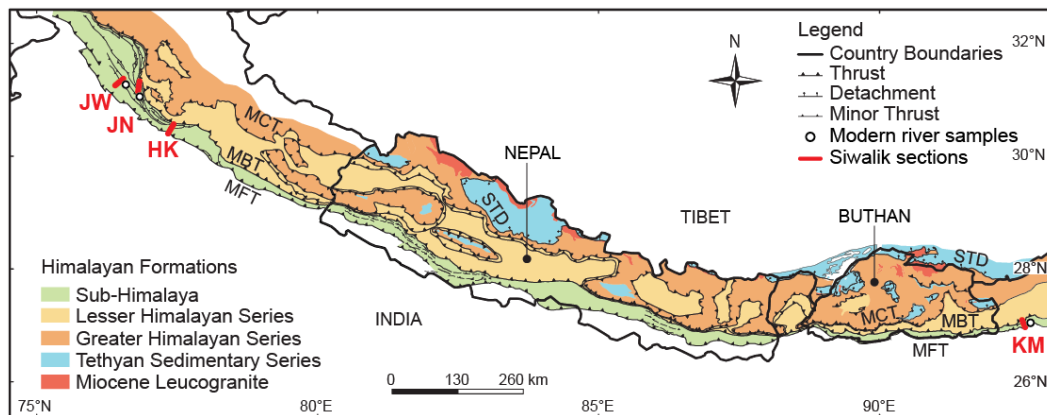 Legend
Country Boundaries
Thrust
Detachment
Minor Thrust
Modern river samples
Siwalik sections
N
32°N
30°N
28°N
26°N
JW
JN
HK
MCT
MBT
MFT
NEPAL
STD
TIBET
BUTHAN
STD
INDIA
MCT
MBT
MFT
KM
Himalayan Formations
Sub-Himalaya
Lesser Himalayan Series
Greater Himalayan Series
Tethyan Sedimentary Series
Miocene Leucogranite
0 130 260 km
75°N 80°E 85°E 90°E